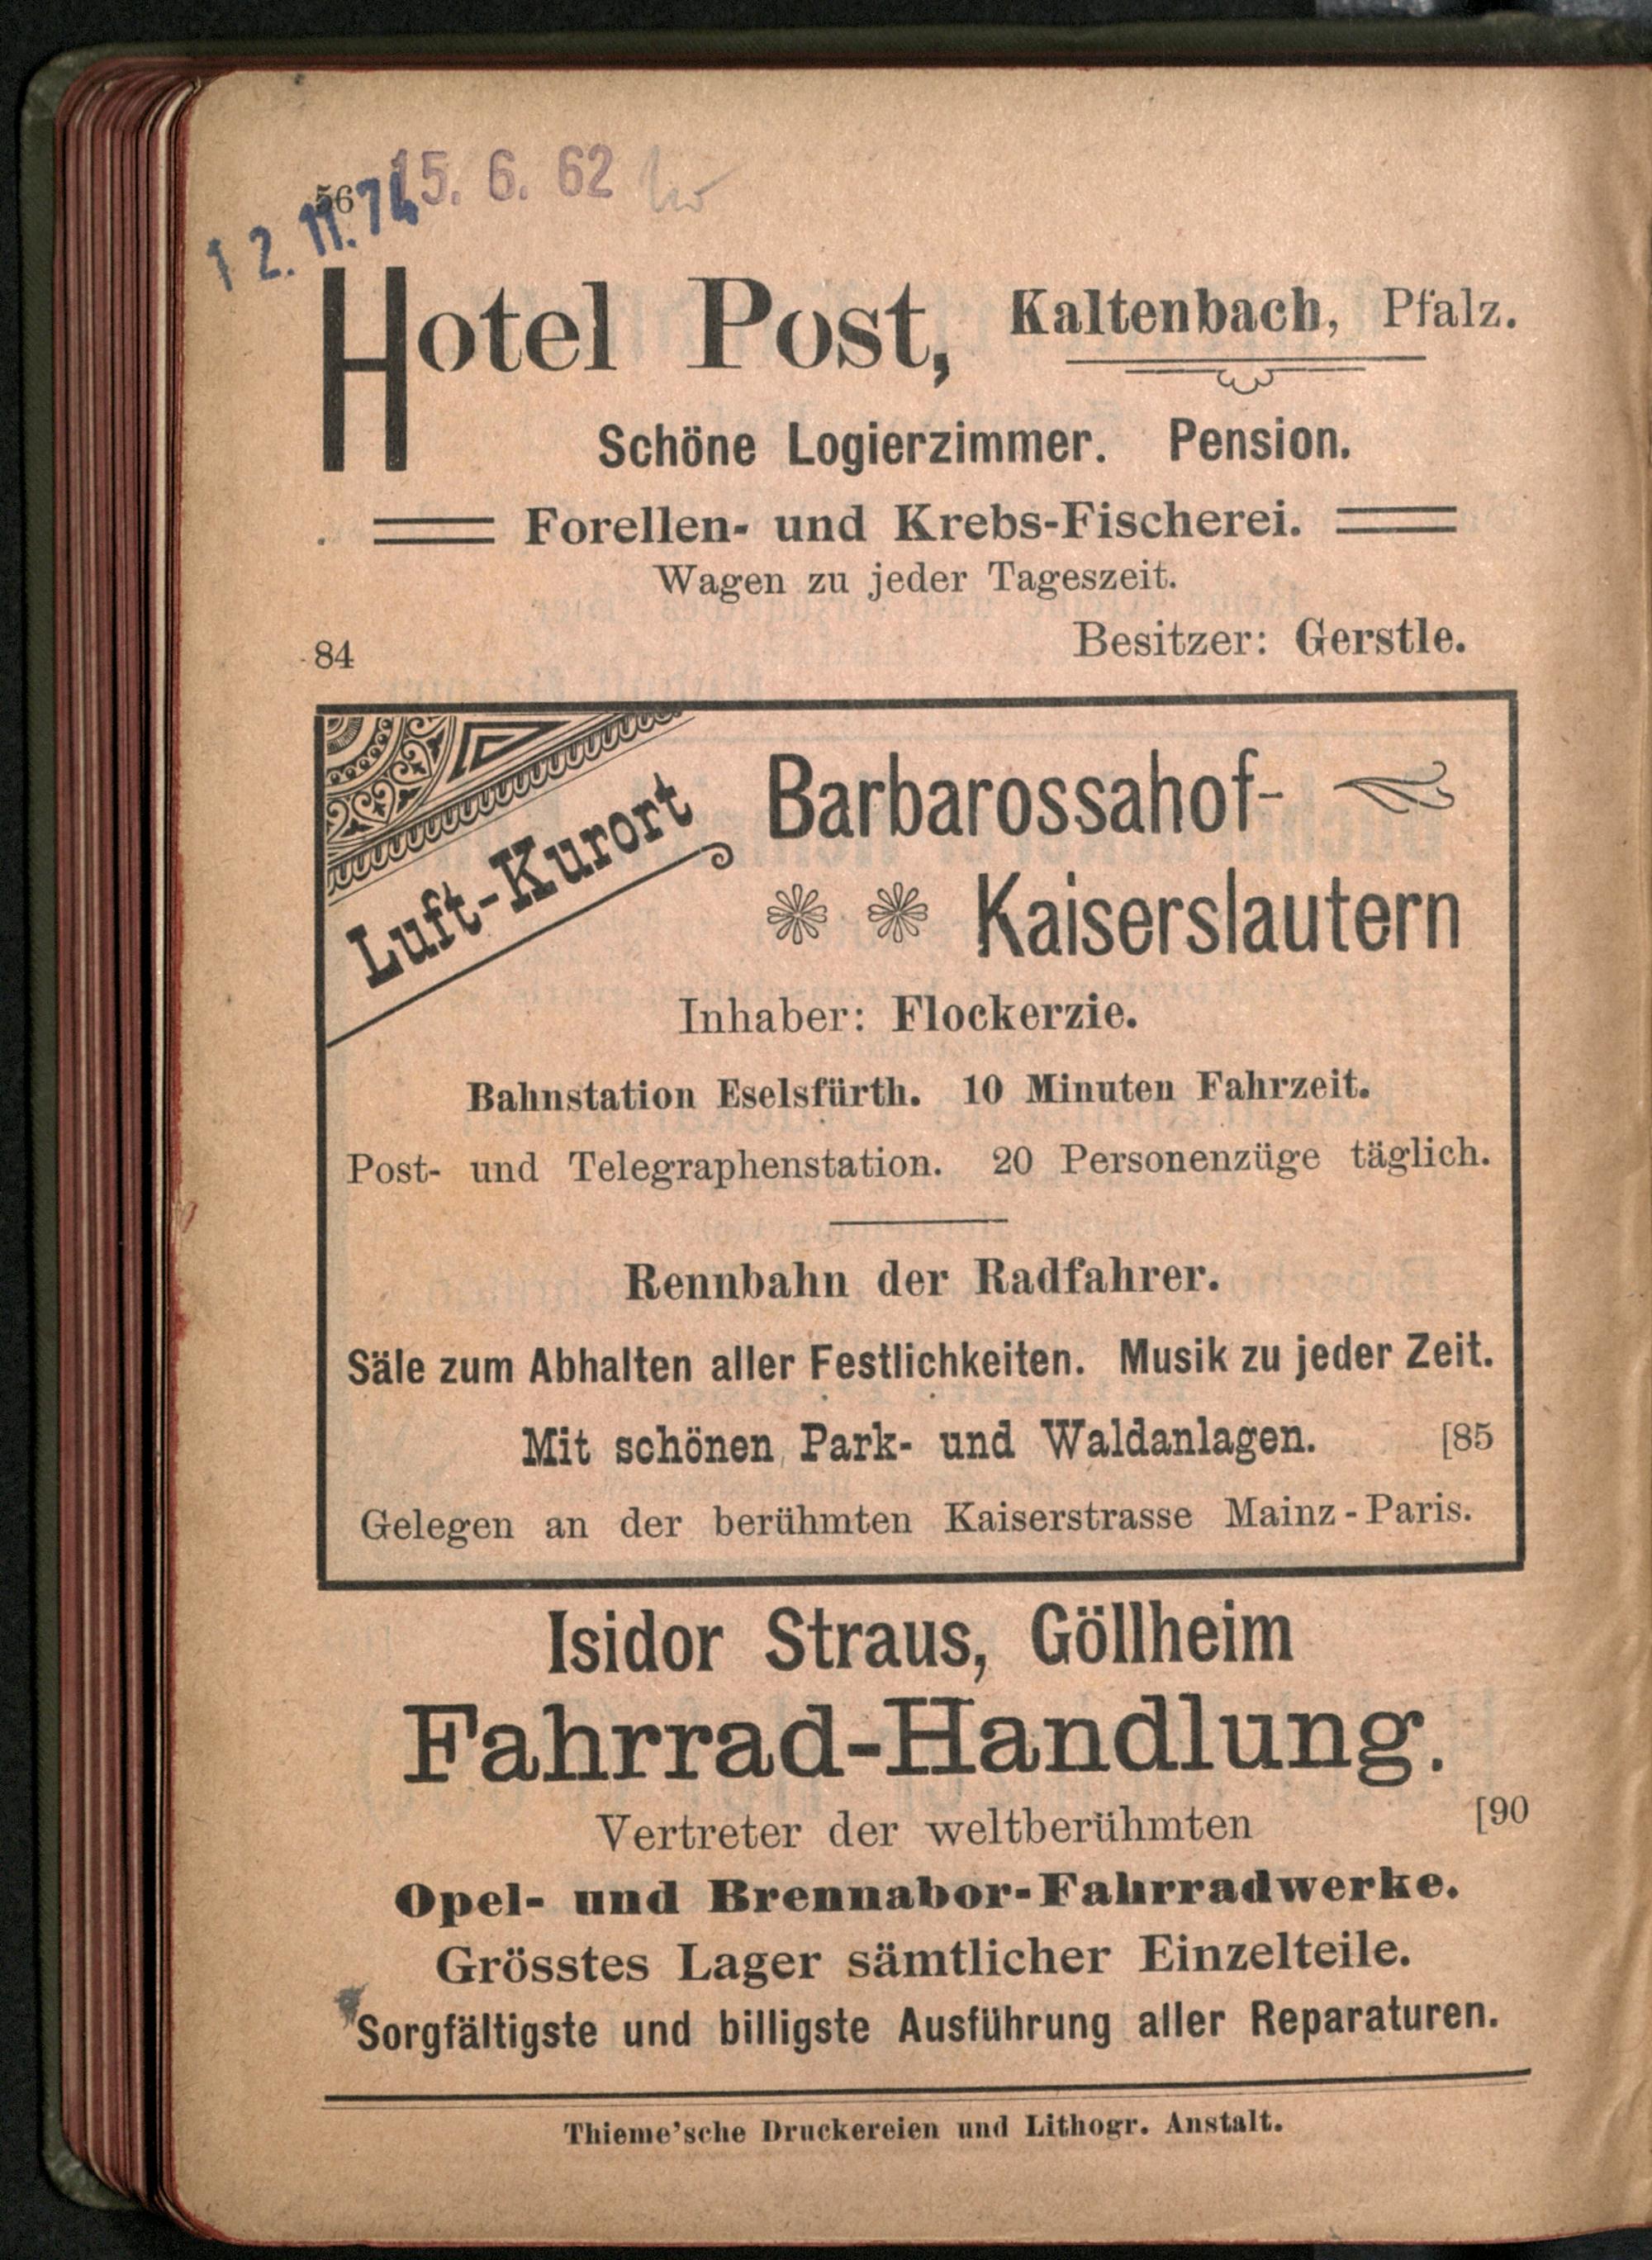 56
15. 6. 62
12. 11. 74
Hotel Post, Kaltenbach, Pfalz.
Schöne Logierzimmer. Pension.
Forellen- und Krebs-Fischerei.
Wagen zu jeder Tageszeit.
Besitzer: Gerstle.
84
Luft-Kurort
Barbarossahof-
Kaiserslautern
Inhaber: Flockerzie.
Bahnstation Eselsfürth. 10 Minuten Fahrzeit.
Post- und Telegraphenstation. 20 Personenzüge täglich.
Rennbahn der Radfahrer.
Säle zum Abhalten aller Festlichkeiten. Musik zu jeder Zeit.
Mit schönen Park- und Waldanlagen. [85
Gelegen an der berühmten Kaiserstrasse Mainz-Paris.
Isidor Straus, Göllheim
Fahrrad-Handlung.
Vertreter der weltberühmten [90
Opel- und Brennabor-Fahrradwerke.
Grösstes Lager sämtlicher Einzelteile.
Sorgfältigste und billigste Ausführung aller Reparaturen.
Thieme'sche Druckereien und Lithogr. Anstalt.